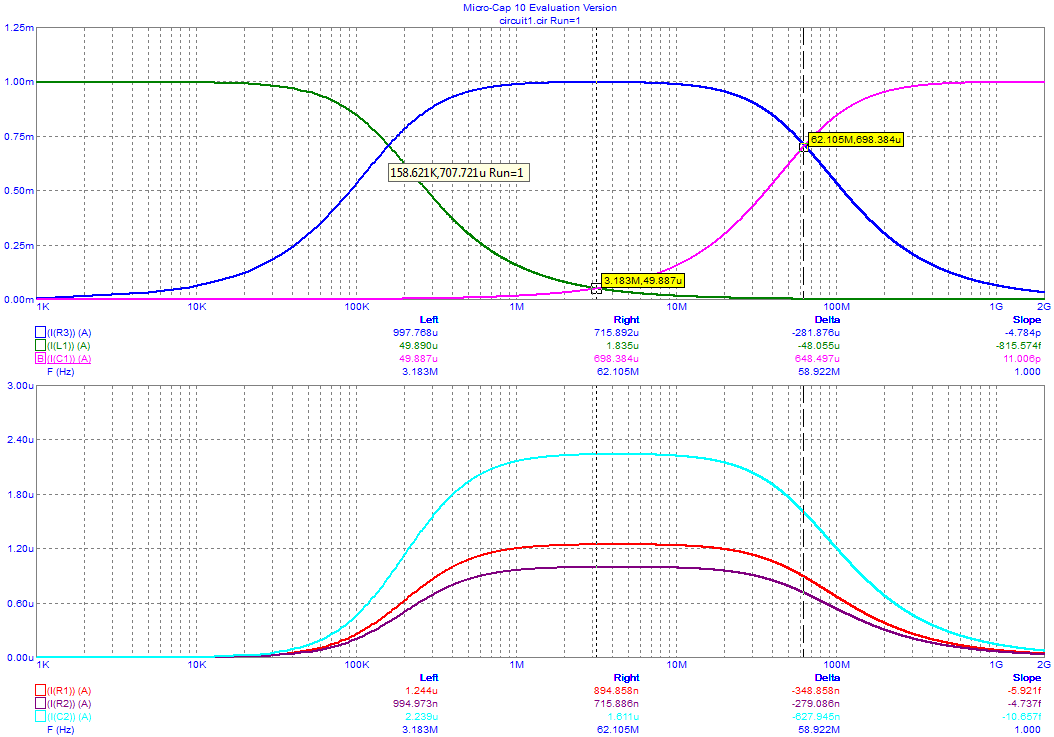 Micro-Cap 10 Evaluation Version
circuit1.cir Run=1
1.25m
1.00m
0.75m
0.50m
0.25m
0.00m
62.105M,698.384u
158.621K,707.721u Run=1
3.183M,49.887u
1K 10K 100K 1M 10M 100M 1G 2G
Left Right Delta Slope
(I(R3)) (A) 997.768u 715.892u -281.876u -4.784p
(I(L1)) (A) 49.890u 1.835u -48.055u -815.574f
B (I(C1)) (A) 49.887u 698.384u 648.497u 11.006p
F (Hz) 3.183M 62.105M 58.922M 1.000
3.00u
2.40u
1.80u
1.20u
0.60u
0.00u
1K 10K 100K 1M 10M 100M 1G 2G
Left Right Delta Slope
(I(R1)) (A) 1.244u 894.858n -348.858n -5.921f
(I(R2)) (A) 994.973n 715.886n -279.086n -4.737f
(I(C2)) (A) 2.239u 1.611u -627.945n -10.657f
F (Hz) 3.183M 62.105M 58.922M 1.000